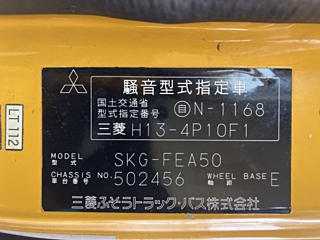 騒音型式指定車
国土交通省
型式指定番号 自N-1168
三菱 H13-4P10F1
MODEL
型式 SKG-FEA50
CHASSIS NO.
車台番号 502456 WHEEL BASE
軸距 E
三菱ふそうトラック・バス株式会社
LT112